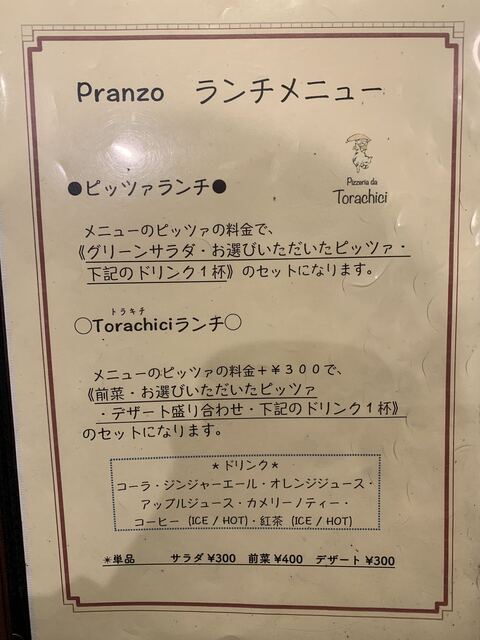 Pranzo ランチメニュー
Pizzeria da
Torachici
●ピッツァランチ●
メニューのピッツァの料金で、
《グリーンサラダ・お選びいただいたピッツァ・
下記のドリンク１杯》のセットになります。
トラキチ
○Torachiciランチ○
メニューのピッツァの料金＋￥３００で、
《前菜・お選びいただいたピッツァ
・デザート盛り合わせ・下記のドリンク１杯》
のセットになります。
＊ドリンク＊
コーラ・ジンジャーエール・オレンジジュース・
アップルジュース・カメリーノティー・
コーヒー（ICE / HOT）・紅茶（ICE / HOT)
＊単品 サラダ ¥300 前菜 ¥400 デザート ¥300